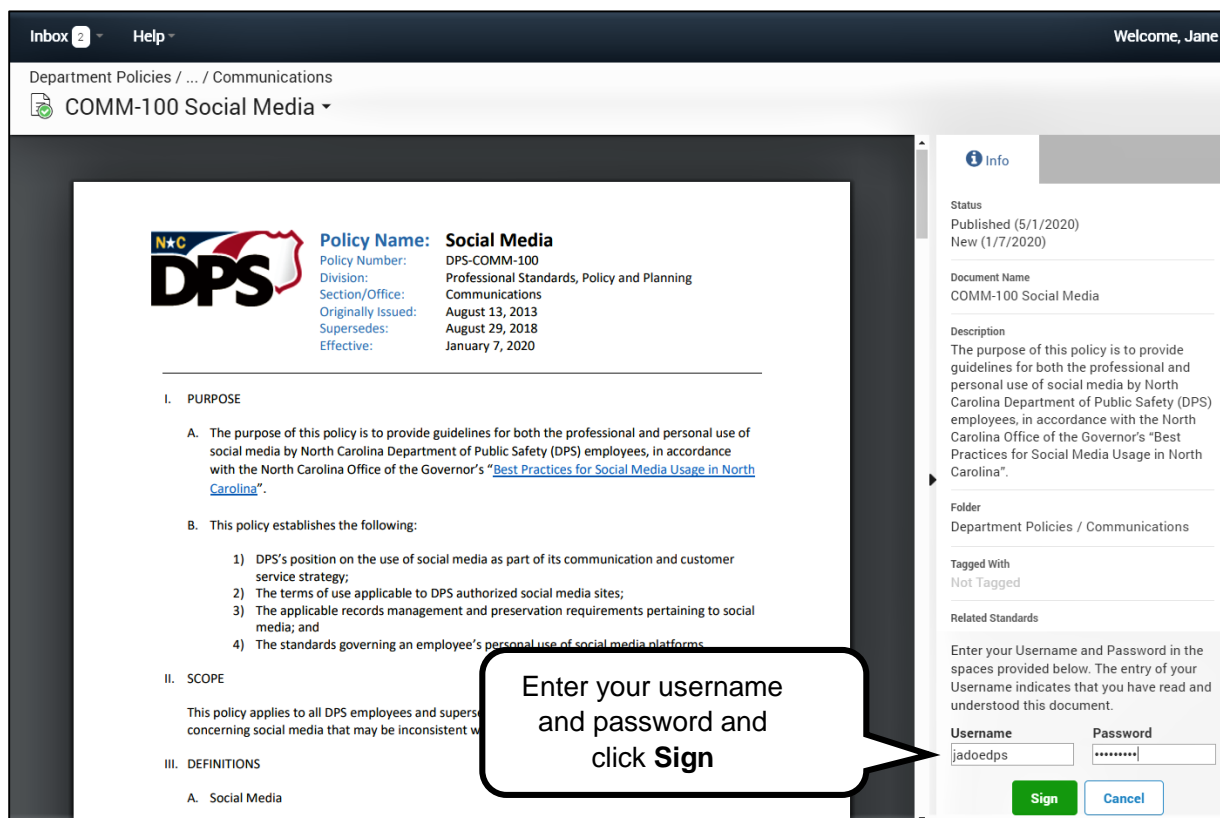 Inbox 2 Help
Welcome, Jane
Department Policies / ... / Communications
COMM-100 Social Media
N★C
DPS
Policy Name: Social Media
Policy Number: DPS-COMM-100
Division: Professional Standards, Policy and Planning
Section/Office: Communications
Originally Issued: August 13, 2013
Supersedes: August 29, 2018
Effective: January 7, 2020
I. PURPOSE
A. The purpose of this policy is to provide guidelines for both the professional and personal use of
social media by North Carolina Department of Public Safety (DPS) employees, in accordance
with the North Carolina Office of the Governor's "Best Practices for Social Media Usage in North
Carolina".
B. This policy establishes the following:
1) DPS's position on the use of social media as part of its communication and customer
service strategy;
2) The terms of use applicable to DPS authorized social media sites;
3) The applicable records management and preservation requirements pertaining to social
media; and
4) The standards governing an employee's personal use of social media platforms
II. SCOPE
This policy applies to all DPS employees and
concerning social media that may be inconsistent
III. DEFINITIONS
A. Social Media
Enter your username
and password and
click Sign
Info
Status
Published (5/1/2020)
New (1/7/2020)
Document Name
COMM-100 Social Media
Description
The purpose of this policy is to provide
guidelines for both the professional and
personal use of social media by North
Carolina Department of Public Safety (DPS)
employees, in accordance with the North
Carolina Office of the Governor's "Best
Practices for Social Media Usage in North
Carolina".
Folder
Department Policies / Communications
Tagged With
Not Tagged
Related Standards
Enter your Username and Password in the
spaces provided below. The entry of your
Username indicates that you have read and
understood this document.
Username Password
jadoedps •••••••••
Sign Cancel